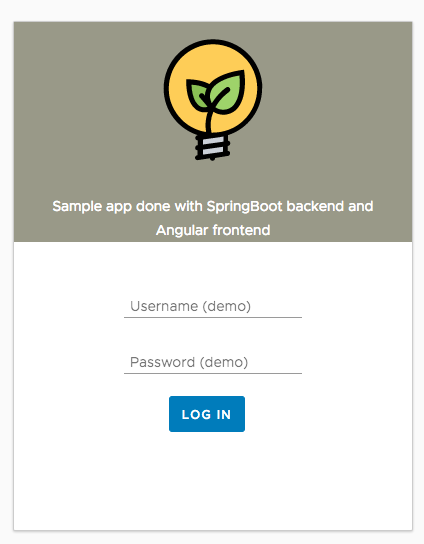 Sample app done with SpringBoot backend and
Angular frontend
Username (demo)
Password (demo)
LOG IN